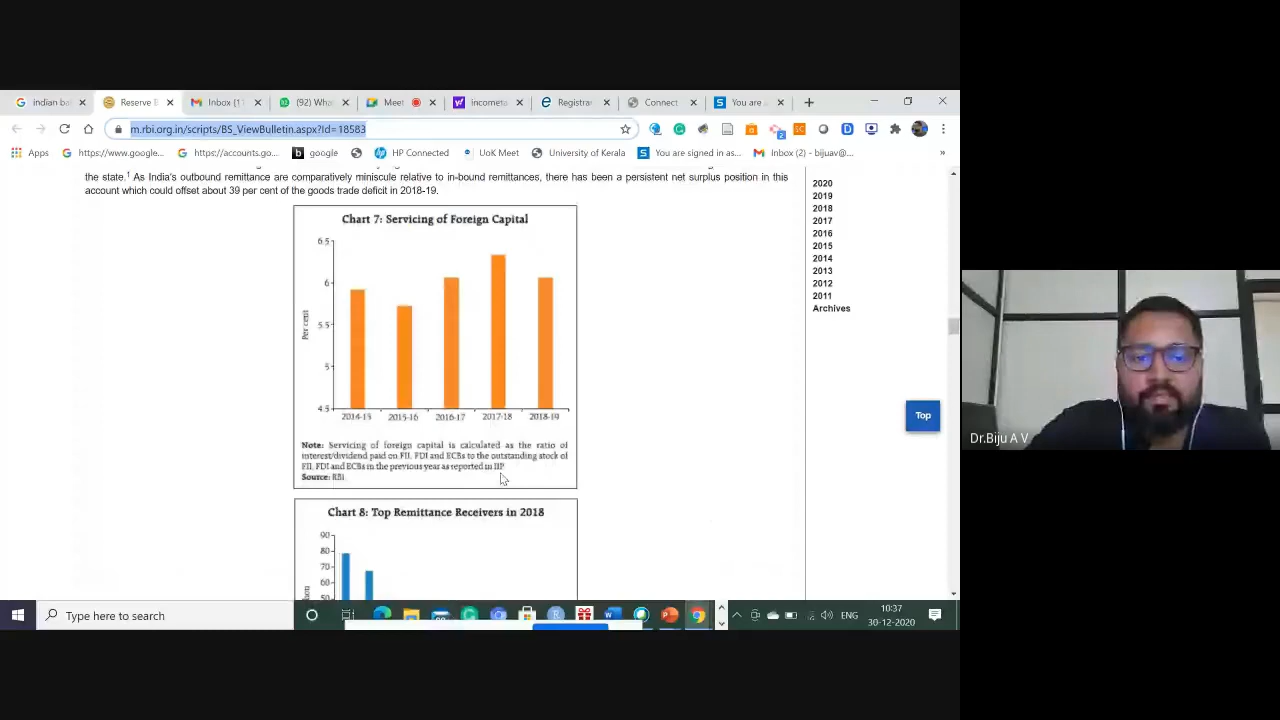 indian ba
Reserve B
Inbox (1
(92) Wha
Meet
incometa
Registra
Connect
You are
m.rbi.org.in/scripts/BS_ViewBulletin.aspx?Id=18583
Apps
https://www.google...
https://accounts.go...
google
HP Connected
UoK Meet
University of Kerala
You are signed in as...
Inbox (2) - bijuav@...
the state.1 As India's outbound remittance are comparatively miniscule relative to in-bound remittances, there has been a persistent net surplus position in this
account which could offset about 39 per cent of the goods trade deficit in 2018-19.
2020
2019
2018
2017
2016
2015
2014
2013
2012
2011
Archives
Chart 7: Servicing of Foreign Capital
6.5
6
5.5
5
4.5
Per cent
2014-15 2015-16 2016-17 2017-18 2018-19
Note: Servicing of foreign capital is calculated as the ratio of
interest/dividend paid on FII, FDI and ECBs to the outstanding stock of
FII, FDI and ECBs in the previous year as reported in IIP.
Source: RBI.
Top
Chart 8: Top Remittance Receivers in 2018
90
80
70
60
50
Dr.Biju A V
Type here to search
ENG
10:37
30-12-2020